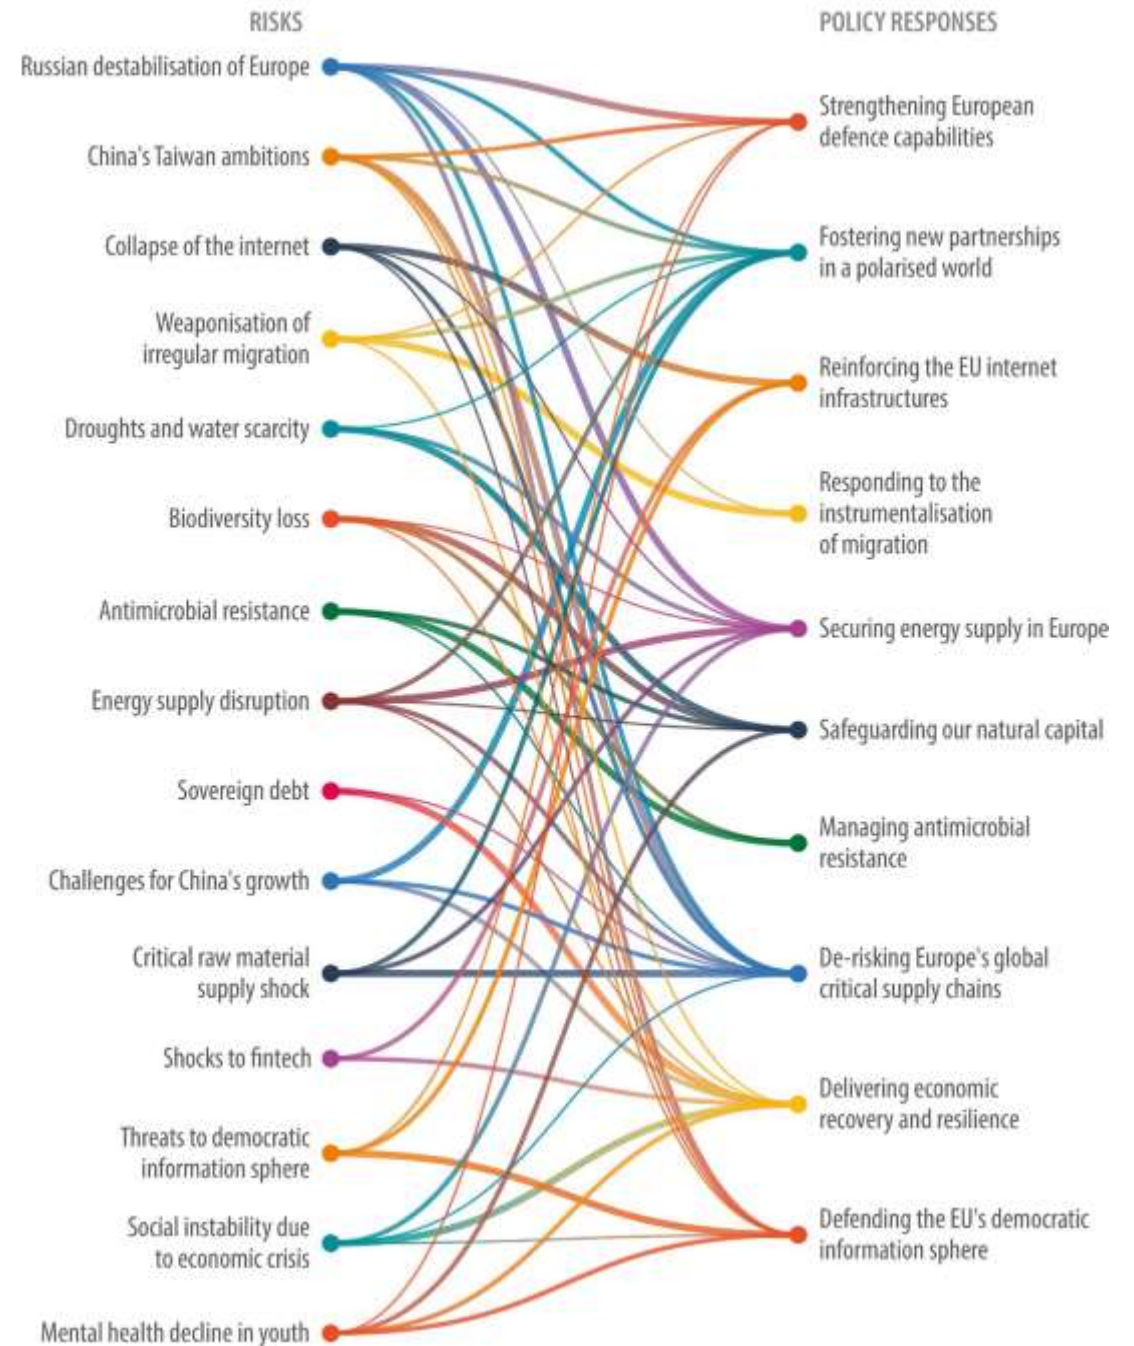 RISKS
Russian destabilisation of Europe
China's Taiwan ambitions
Collapse of the internet
Weaponisation of
irregular migration
Droughts and water scarcity
Biodiversity loss
Antimicrobial resistance
Energy supply disruption
Sovereign debt
Challenges for China's growth
Critical raw material
supply shock
Shocks to fintech
Threats to democratic
information sphere
Social instability due
to economic crisis
Mental health decline in youth
POLICY RESPONSES
Strengthening European
defence capabilities
Fostering new partnerships
in a polarised world
Reinforcing the EU internet
infrastructures
Responding to the
instrumentalisation
of migration
Securing energy supply in Europe
Safeguarding our natural capital
Managing antimicrobial
resistance
De-risking Europe's global
critical supply chains
Delivering economic
recovery and resilience
Defending the EU's democratic
information sphere